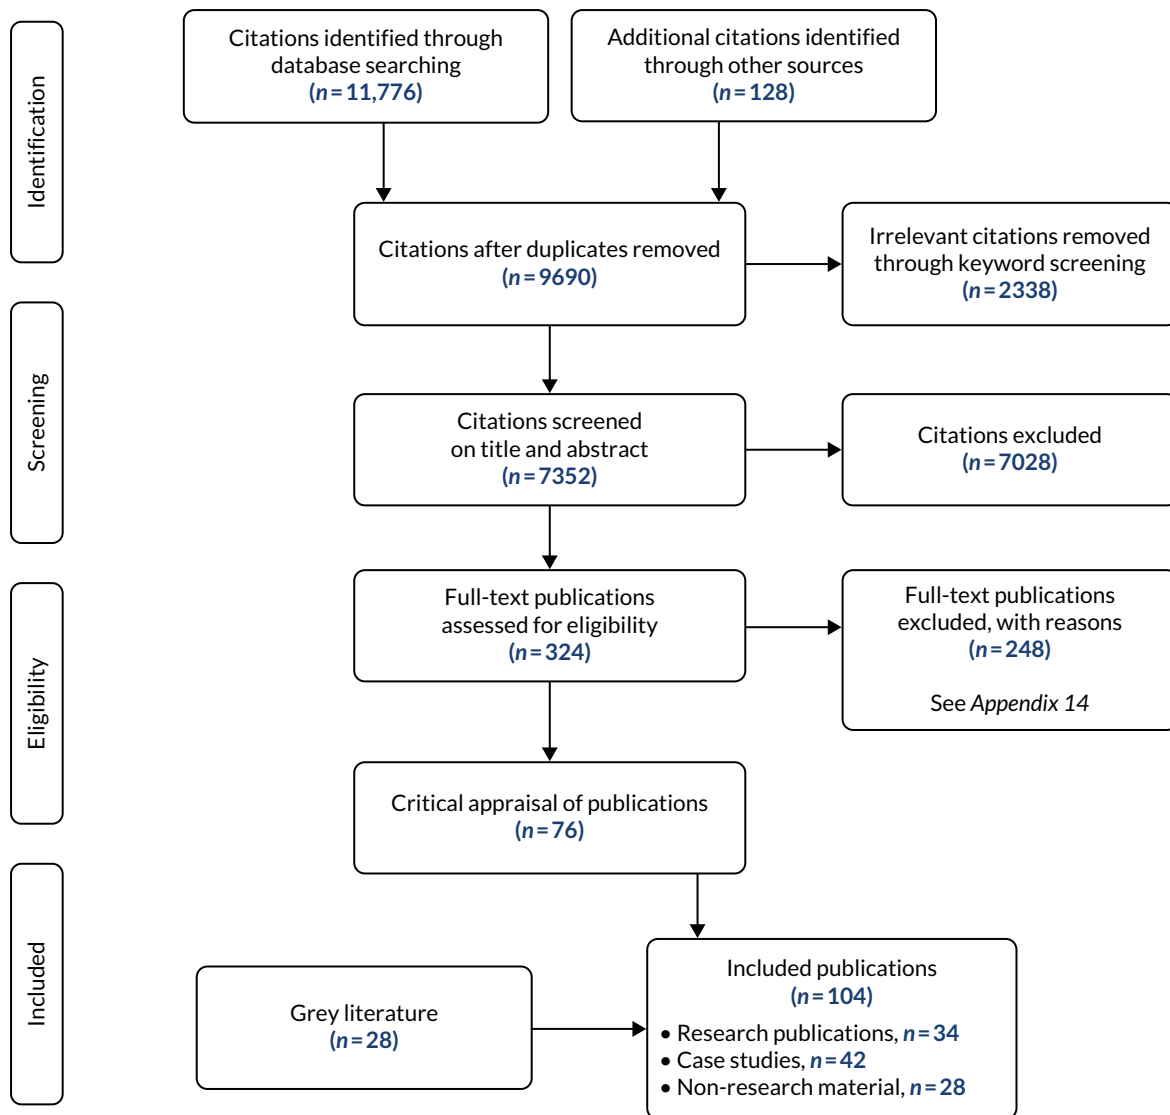 Identification
Citations identified through
database searching
(n = 11,776)
Additional citations identified
through other sources
(n = 128)
Citations after duplicates removed
(n = 9690)
Irrelevant citations removed
through keyword screening
(n = 2338)
Screening
Citations screened
on title and abstract
(n = 7352)
Citations excluded
(n = 7028)
Eligibility
Full-text publications
assessed for eligibility
(n = 324)
Full-text publications
excluded, with reasons
(n = 248)
See Appendix 14
Critical appraisal of publications
(n = 76)
Included
Grey literature
(n = 28)
Included publications
(n = 104)
• Research publications, n = 34
• Case studies, n = 42
• Non-research material, n = 28